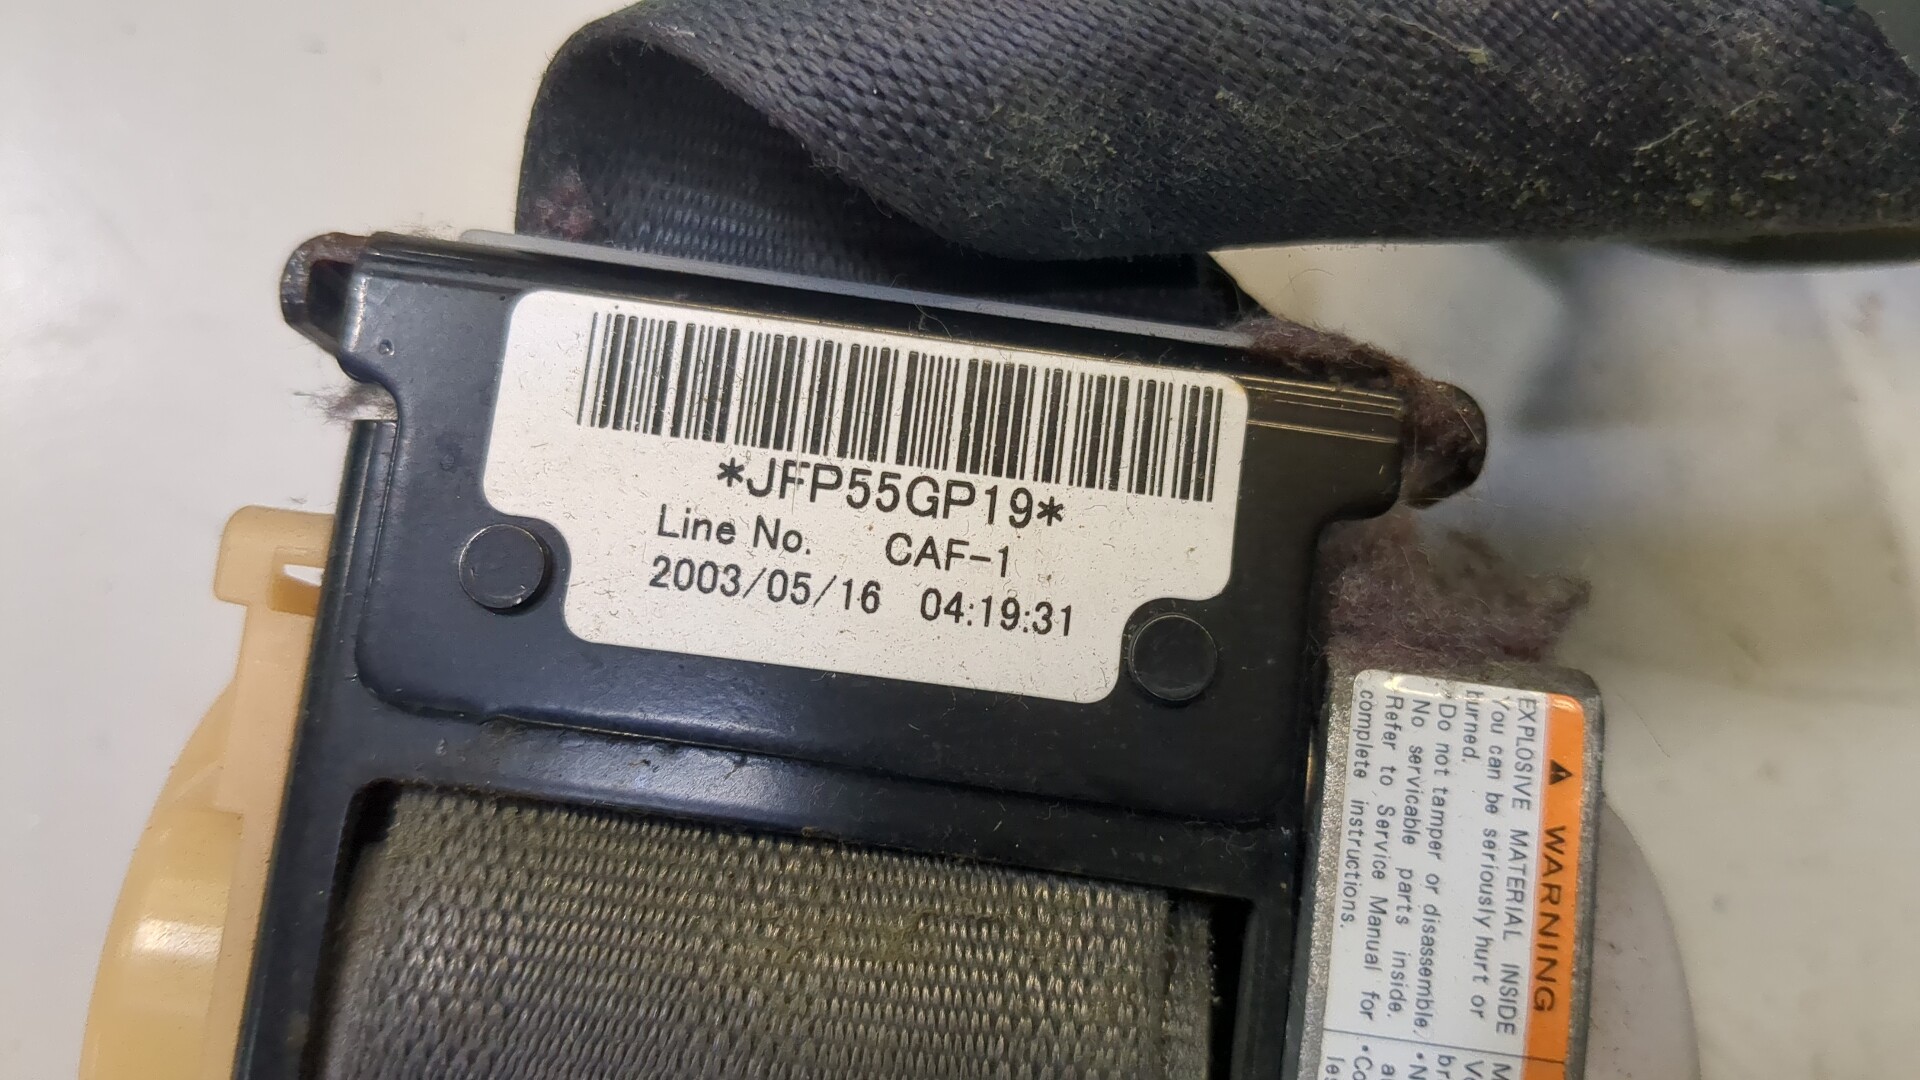 *JFP55GP19*
Line No. CAF-1
2003/05/16 04:19:31
⚠ WARNING
EXPLOSIVE MATERIAL INSIDE
You can be seriously hurt or
burned.
•Do not tamper or disassemble.
No servicable parts inside.
Refer to Service Manual for
complete instructions.